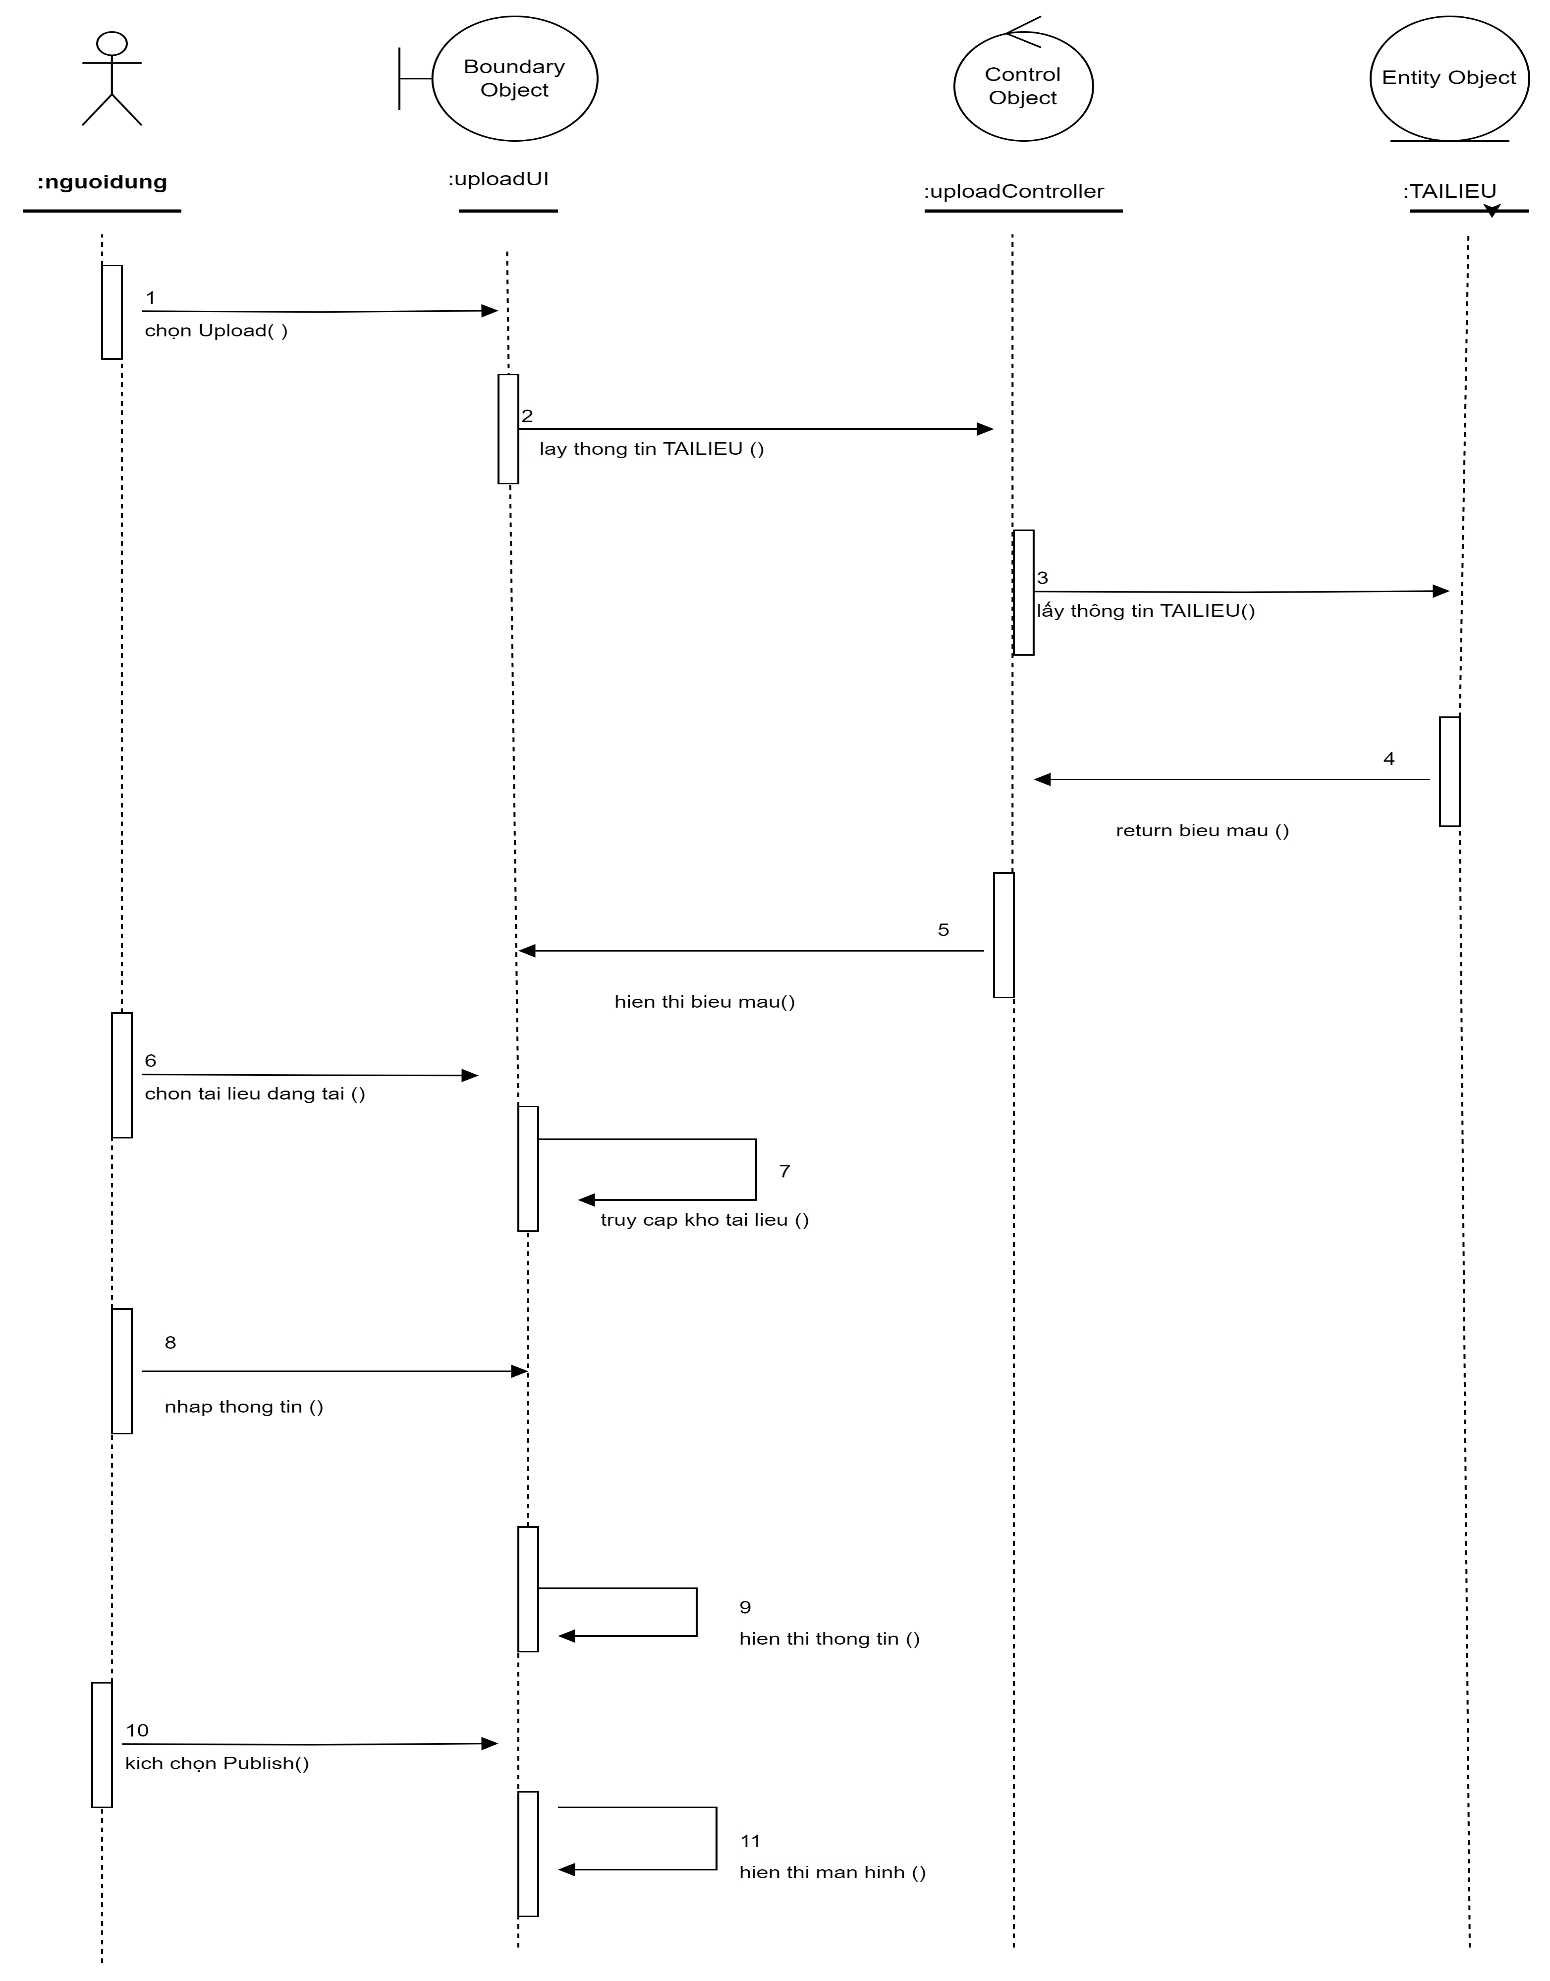 Boundary
Object
Control
Object
Entity Object
:nguoidung
:uploadUI
:uploadController
:TAILIEU
1
chọn Upload( )
2
lay thong tin TAILIEU ()
3
lấy thông tin TAILIEU()
4
return bieu mau ()
5
hien thi bieu mau()
6
chon tai lieu dang tai ()
7
truy cap kho tai lieu ()
8
nhap thong tin ()
9
hien thi thong tin ()
10
kich chọn Publish()
11
hien thi man hinh ()